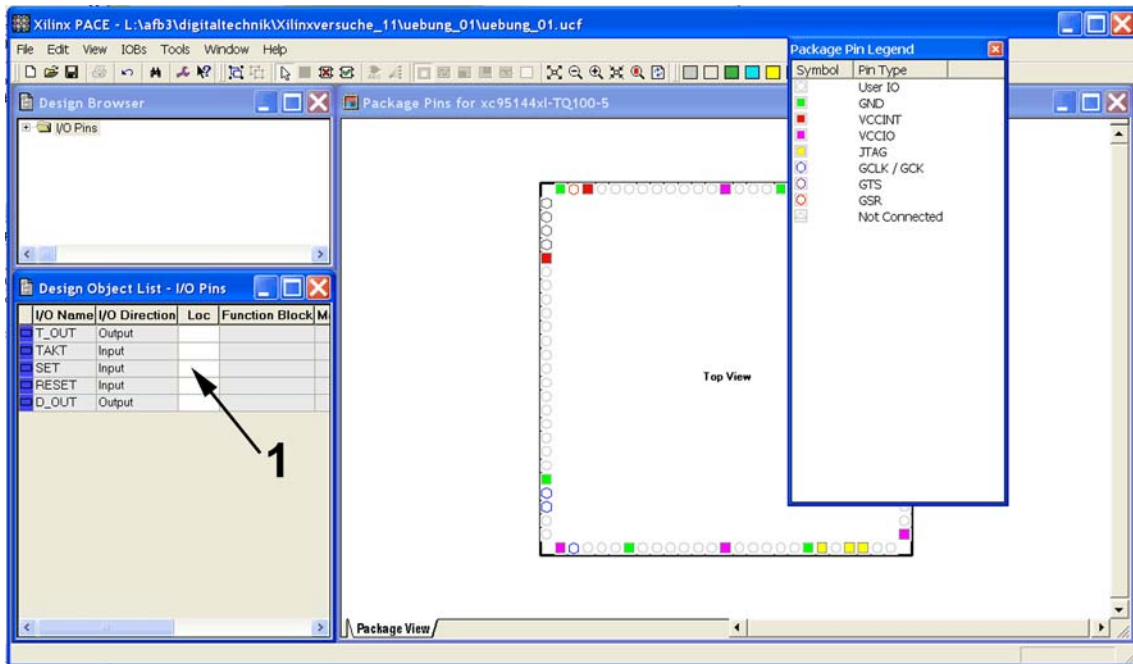 Xilinx PACE - L:\afb3\digitaltechnik\Xilinxversuche_11\uebung_01\uebung_01.ucf
File Edit View IOBs Tools Window Help
Design Browser
I/O Pins
Design Object List - I/O Pins
I/O Name I/O Direction Loc Function Block
T_OUT Output
TAKT Input
SET Input
RESET Input
D_OUT Output
1
Package Pins for xc95144xl-TQ100-5
Top View
Package View
Package Pin Legend
Symbol Pin Type
User IO
GND
VCCINT
VCCIO
JTAG
GCLK / GCK
GTS
GSR
Not Connected